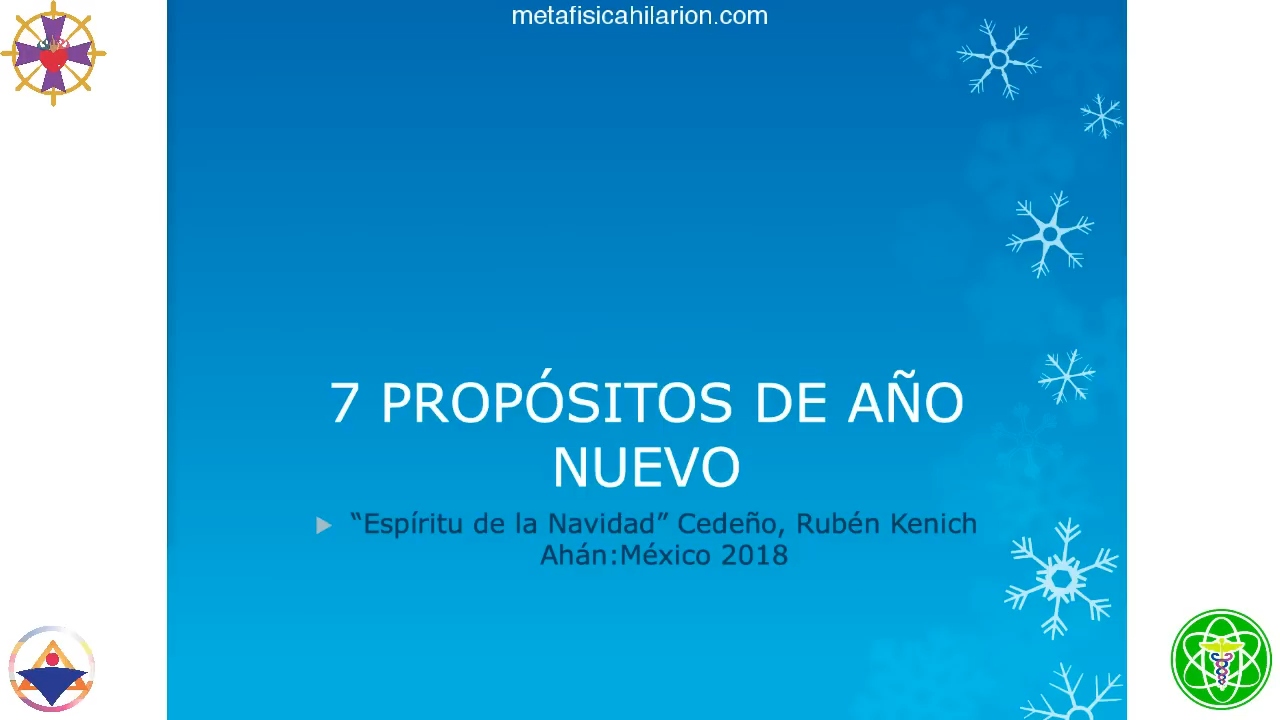 metafisicahilarion.com
7 PROPÓSITOS DE AÑO
NUEVO
“Espíritu de la Navidad” Cedeño, Rubén Kenich
Ahán:México 2018